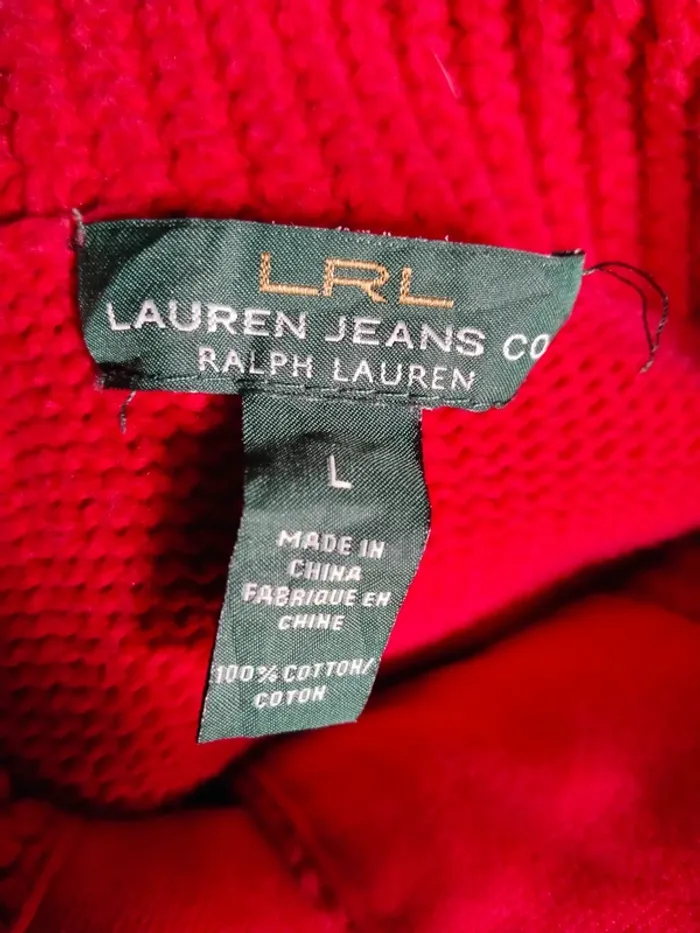 LRL
LAUREN JEANS CO
RALPH LAUREN
L
MADE IN
CHINA
FABRIQUE EN
CHINE
100% COTTON/
COTON